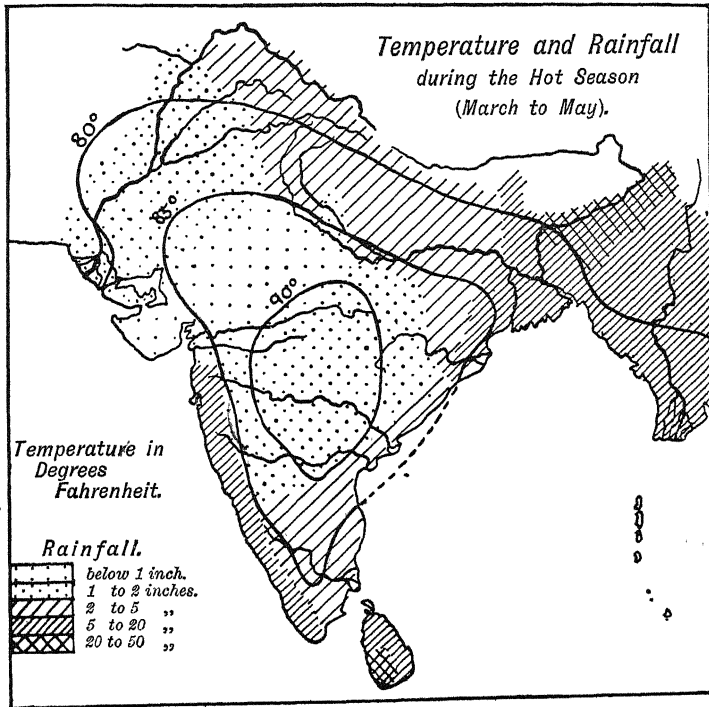 Temperature and Rainfall
during the Hot Season
(March to May).
80°
85°
90°
Temperature in
Degrees
Fahrenheit.
Rainfall.
below 1 inch.
1 to 2 inches.
2 to 5 „
5 to 20 „
20 to 50 „